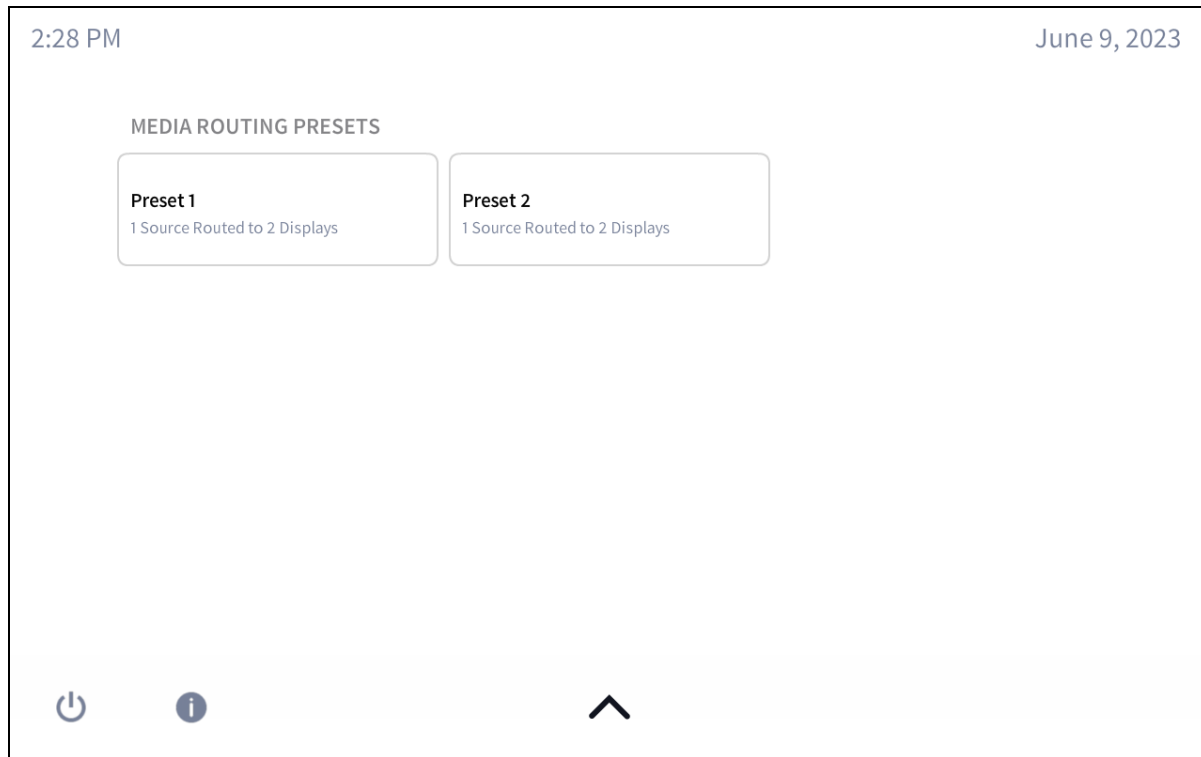 2:28 PM
June 9, 2023
MEDIA ROUTING PRESETS
Preset 1
1 Source Routed to 2 Displays
Preset 2
1 Source Routed to 2 Displays